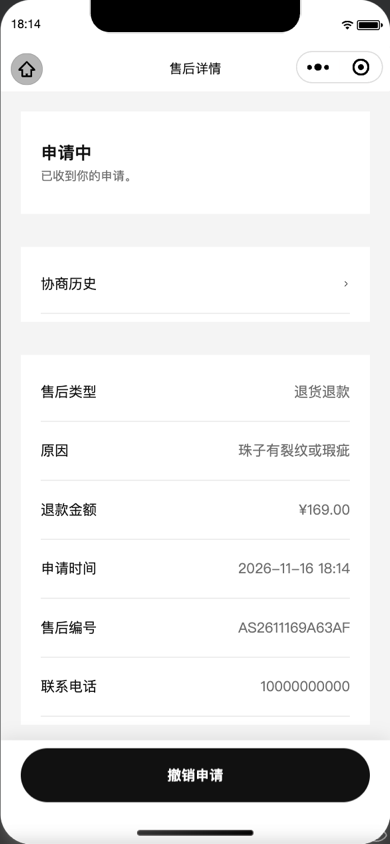 18:14
售后详情
申请中
已收到你的申请。
协商历史
售后类型 退货退款
原因 珠子有裂纹或瑕疵
退款金额 ¥169.00
申请时间 2026-11-16 18:14
售后编号 AS2611169A63AF
联系电话 10000000000
撤销申请